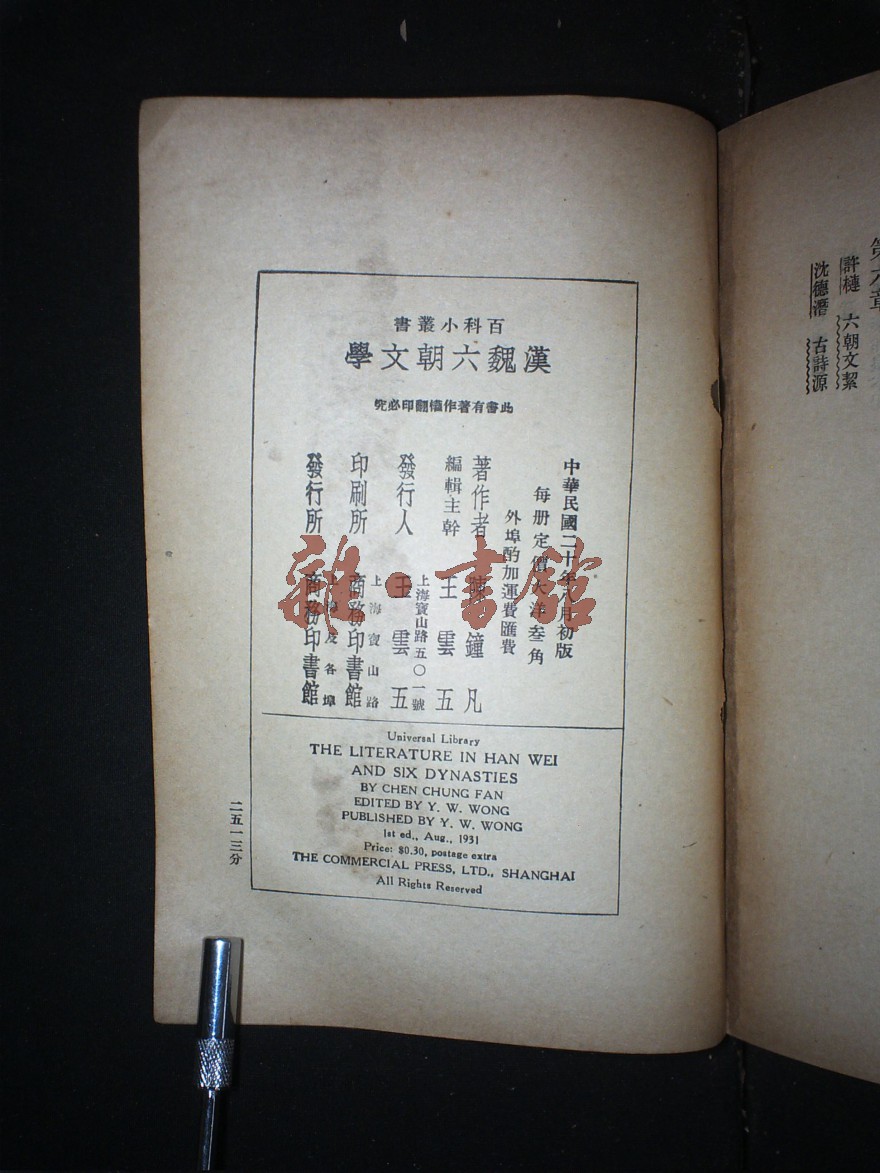 百科小叢書
漢魏六朝文學
此書有著作權翻印必究
中華民國二十年八月初版
每册定價大洋叁角
外埠酌加運費匯費
著作者 陳鐘凡
編輯主幹 王雲五
上海寶山路五〇一號
發行人 王雲五
上海寶山路
印刷所 商務印書館
上海及各埠
發行所 商務印書館
Universal Library
THE LITERATURE IN HAN WEI
AND SIX DYNASTIES
BY CHEN CHUNG FAN
EDITED BY Y. W. WONG
PUBLISHED BY Y. W. WONG
1st ed., Aug., 1931
Price: $0.30, postage extra
THE COMMERCIAL PRESS, LTD., SHANGHAI
All Rights Reserved
二五一三分
雜·書館
第六章
許槤 六朝文絜
沈德潛 古詩源